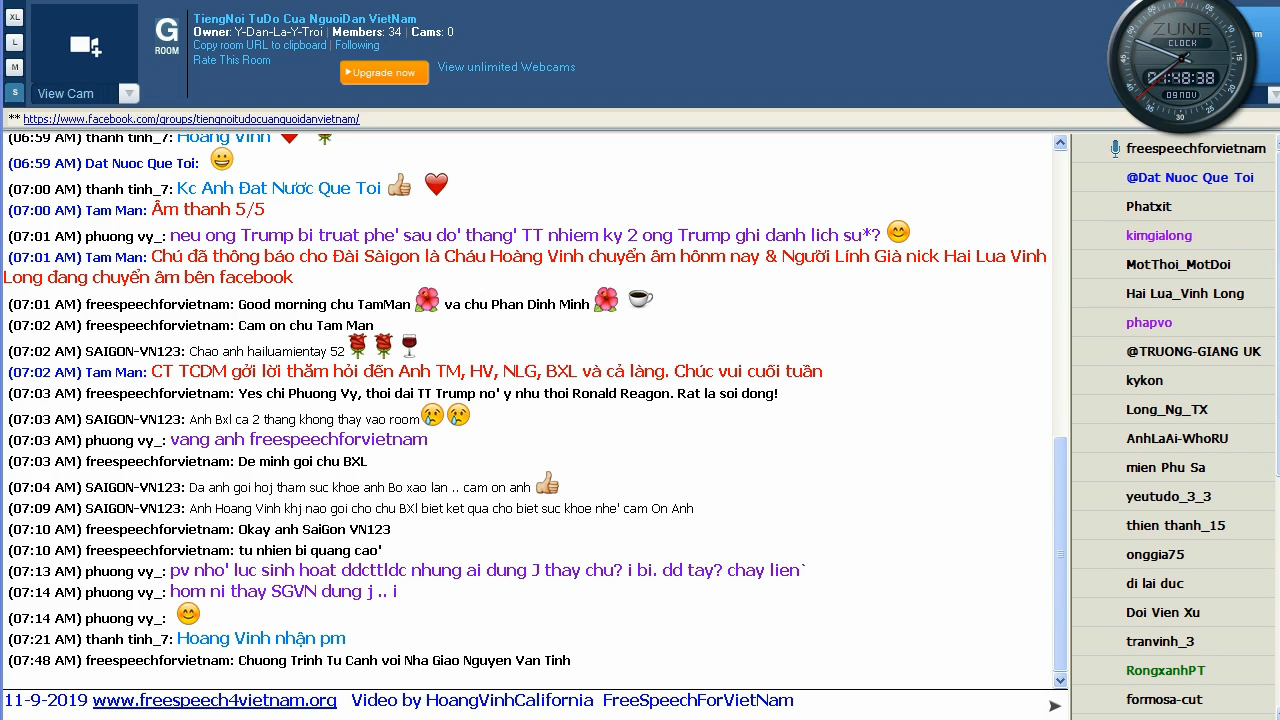 XL
L
M
S
View Cam
G
ROOM
TiengNoi TuDo Cua NguoiDan VietNam
Owner: Y-Dan-La-Y-Troi | Members: 34 | Cams: 0
Copy room URL to clipboard | Following
Rate This Room
Upgrade now
View unlimited Webcams
ZUNE
CLOCK
:48:38
09 NOV
** https://www.facebook.com/groups/tiengnoitudocuanguoidanvietnam/
(06:59 AM) thanh tinh_7: Hoang Vinh
(06:59 AM) Dat Nuoc Que Toi:
(07:00 AM) thanh tinh_7: Kc Anh Đat Nươc Que Toi
(07:00 AM) Tam Man: Âm thanh 5/5
(07:01 AM) phuong vy_: neu ong Trump bi truat phe' sau do' thang' TT nhiem ky 2 ong Trump ghi danh lich su*?
(07:01 AM) Tam Man: Chú đã thông báo cho Đài Sàigon là Cháu Hoàng Vinh chuyển âm hônm nay & Người Lính Già nick Hai Lua Vinh
Long đang chuyển âm bên facebook
(07:01 AM) freespeechforvietnam: Good morning chu TamMan va chu Phan Dinh Minh
(07:02 AM) freespeechforvietnam: Cam on chu Tam Man
(07:02 AM) SAIGON-VN123: Chao anh hailuamientay 52
(07:02 AM) Tam Man: CT TCDM gởi lời thăm hỏi đến Anh TM, HV, NLG, BXL và cả làng. Chúc vui cuối tuần
(07:03 AM) freespeechforvietnam: Yes chi Phuong Vy, thoi dai TT Trump no' y nhu thoi Ronald Reagon. Rat la soi dong!
(07:03 AM) SAIGON-VN123: Anh Bxl ca 2 thang khong thay vao room
(07:03 AM) phuong vy_: vang anh freespeechforvietnam
(07:03 AM) freespeechforvietnam: De minh goi chu BXL
(07:04 AM) SAIGON-VN123: Da anh goi hoj tham suc khoe anh Bo xao lan .. cam on anh
(07:09 AM) SAIGON-VN123: Anh Hoang Vinh khj nao goi cho chu BXl biet ket qua cho biet suc khoe nhe' cam On Anh
(07:10 AM) freespeechforvietnam: Okay anh SaiGon VN123
(07:10 AM) freespeechforvietnam: tu nhien bi quang cao'
(07:13 AM) phuong vy_: pv nho' luc sinh hoat ddcttldc nhung ai dung J thay chu? i bi. dd tay? chay lien`
(07:14 AM) phuong vy_: hom ni thay SGVN dung j .. i
(07:14 AM) phuong vy_:
(07:21 AM) thanh tinh_7: Hoang Vinh nhận pm
(07:48 AM) freespeechforvietnam: Chuong Trinh Tu Canh voi Nha Giao Nguyen Van Tinh
11-9-2019 www.freespeech4vietnam.org Video by HoangVinhCalifornia FreeSpeechForVietNam
freespeechforvietnam
@Dat Nuoc Que Toi
Phatxit
kimgialong
MotThoi_MotDoi
Hai Lua_Vinh Long
phapvo
@TRUONG-GIANG UK
kykon
Long_Ng_TX
AnhLaAi-WhoRU
mien Phu Sa
yeutudo_3_3
thien thanh_15
onggia75
di lai duc
Doi Vien Xu
tranvinh_3
RongxanhPT
formosa-cut